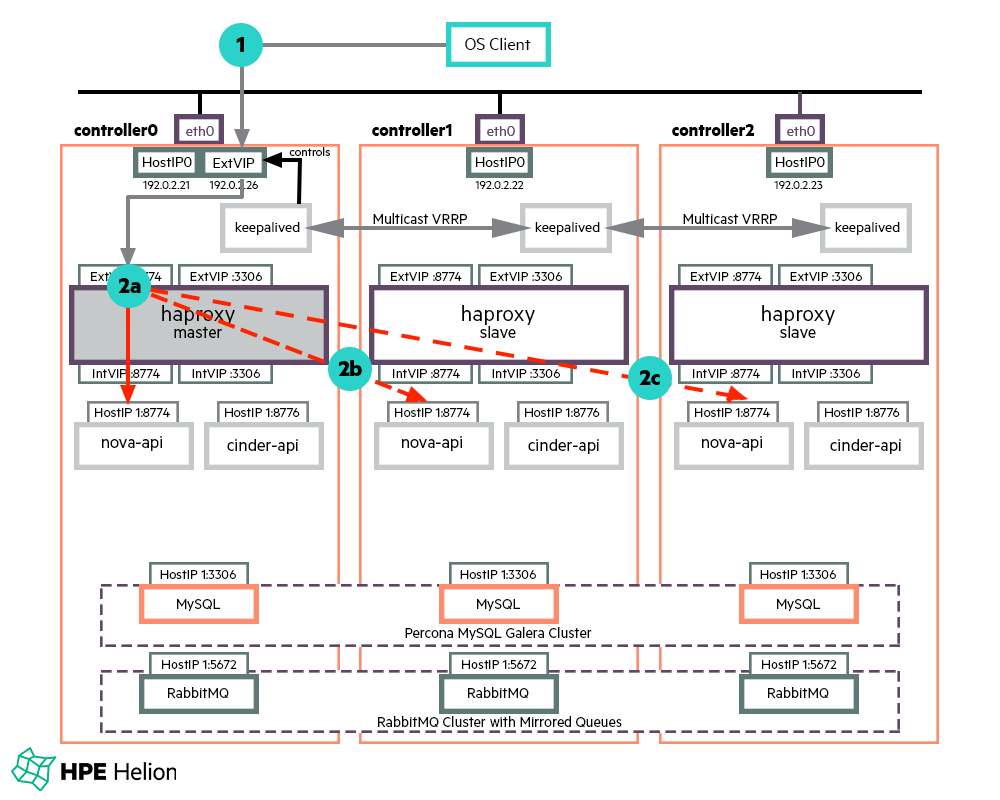 1
OS Client
controller0
eth0
controller1
eth0
controller2
eth0
HostIP0
ExtVIP
controls
HostIP0
HostIP0
192.0.2.21
192.0.2.26
192.0.2.22
192.0.2.23
keepalived
Multicast VRRP
keepalived
Multicast VRRP
keepalived
2a
ExtVIP :3306
ExtVIP :8774
ExtVIP :3306
ExtVIP :8774
ExtVIP :3306
haproxy
master
haproxy
slave
haproxy
slave
IntVIP:8774
IntVIP:3306
2b
IntVIP:8774
IntVIP:3306
2c
IntVIP:8774
IntVIP:3306
HostIP 1:8774
HostIP 1:8776
HostIP 1:8774
HostIP 1:8776
HostIP 1:8774
HostIP 1:8776
nova-api
cinder-api
nova-api
cinder-api
nova-api
cinder-api
HostIP 1:3306
HostIP 1:3306
HostIP 1:3306
MySQL
MySQL
MySQL
Percona MySQL Galera Cluster
HostIP 1:5672
HostIP 1:5672
HostIP 1:5672
RabbitMQ
RabbitMQ
RabbitMQ
RabbitMQ Cluster with Mirrored Queues
HPE Helion